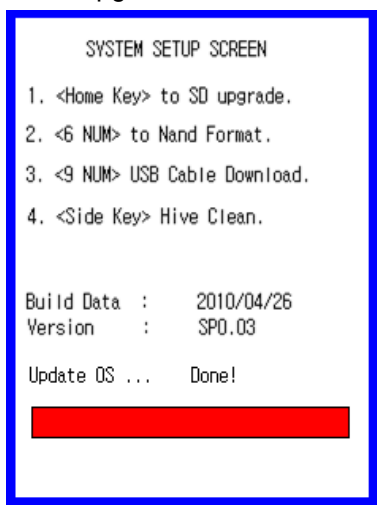 SYSTEM SETUP SCREEN
1. <Home Key> to SD upgrade.
2. <6 NUM> to Nand Format.
3. <9 NUM> USB Cable Download.
4. <Side Key> Hive Clean.
Build Data : 2010/04/26
Version : SP0.03
Update OS ... Done!